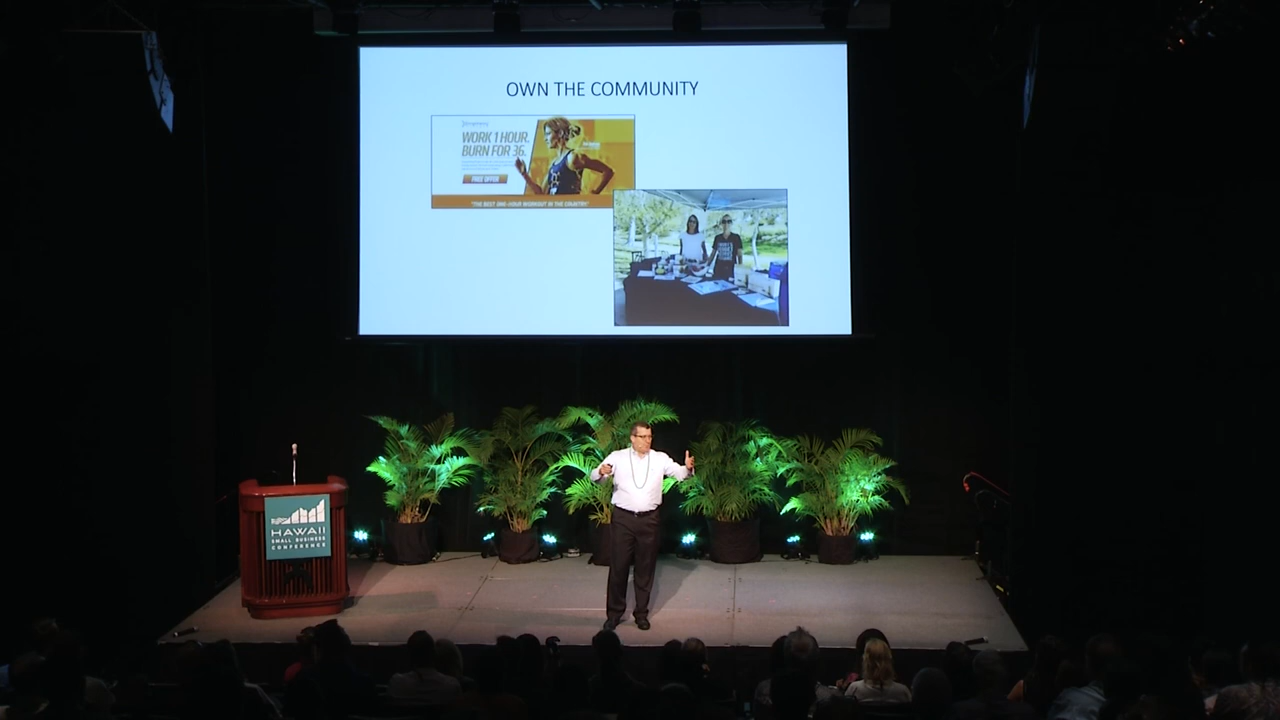 OWN THE COMMUNITY
WORK 1 HOUR.
BURN FOR 36.
FREE OFFER
"THE BEST ONE-HOUR WORKOUT IN THE COUNTRY"
HAWAII
SMALL BUSINESS
CONFERENCE